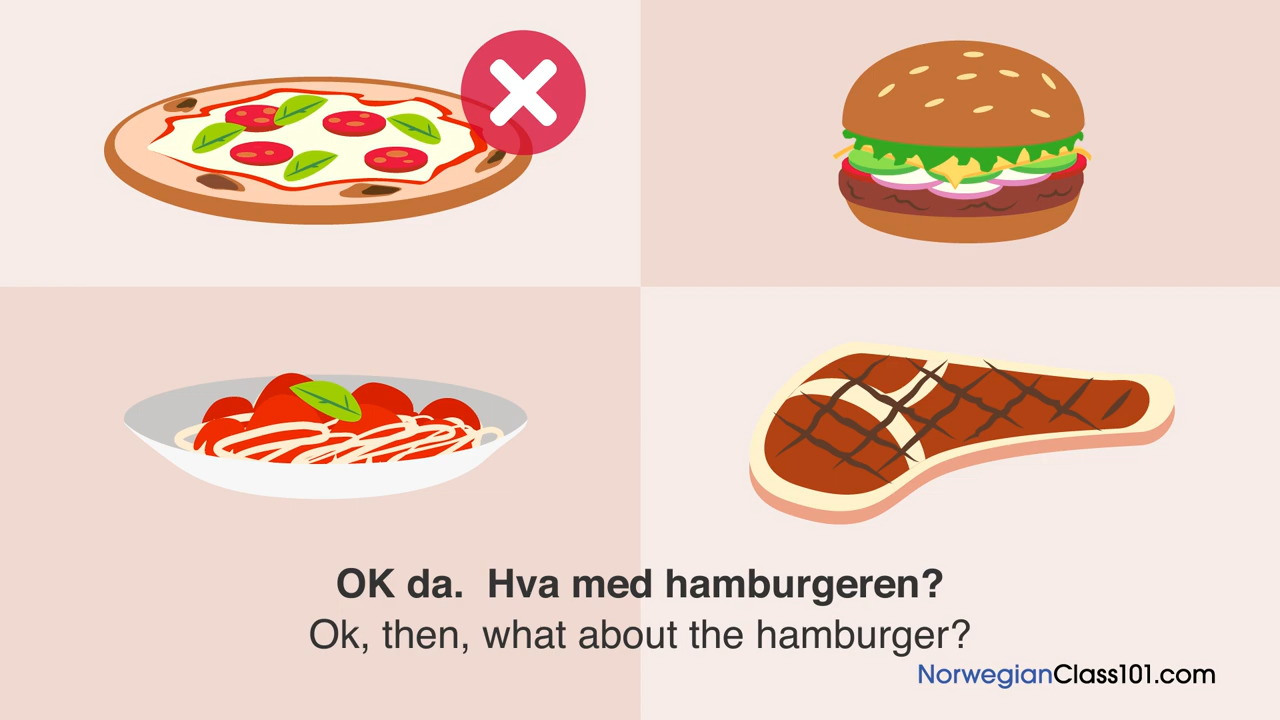 OK da.  Hva med hamburgeren?
Ok, then, what about the hamburger?
NorwegianClass101.com